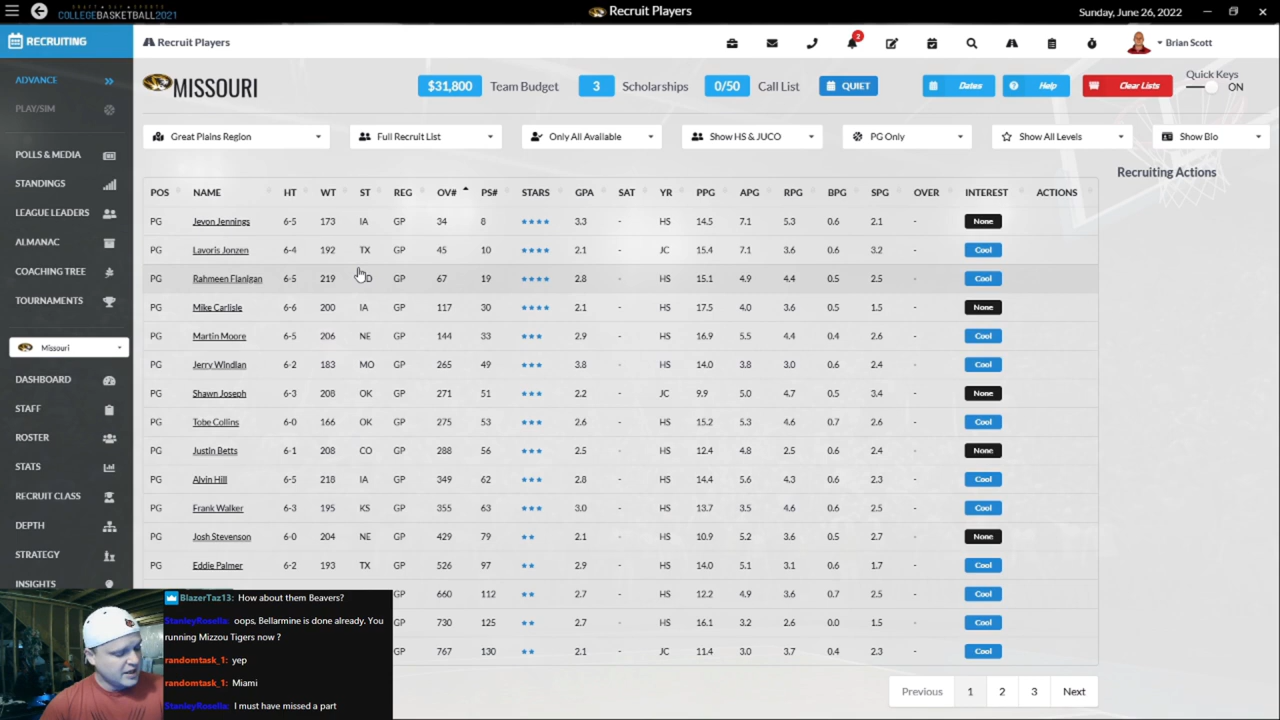 DRAFT DAY SPORTS
COLLEGEBASKETBALL2021
Recruit Players
Sunday, June 26, 2022
RECRUITING
Recruit Players
2
Brian Scott
ADVANCE
PLAY/SIM
POLLS & MEDIA
STANDINGS
LEAGUE LEADERS
ALMANAC
COACHING TREE
TOURNAMENTS
Missouri
DASHBOARD
STAFF
ROSTER
STATS
RECRUIT CLASS
DEPTH
STRATEGY
INSIGHTS
MISSOURI
$31,800 Team Budget 3 Scholarships 0/50 Call List QUIET Dates Help Clear Lists Quick Keys ON
Great Plains Region Full Recruit List Only All Available Show HS & JUCO PG Only Show All Levels Show Bio
Recruiting Actions
POS NAME HT WT ST REG OV# PS# STARS GPA SAT YR PPG APG RPG BPG SPG OVER INTEREST ACTIONS
PG Jevon Jennings 6-5 173 IA GP 34 8 ★★★★ 3.3 - HS 14.5 7.1 5.3 0.6 2.1 - None
PG Lavoris Jonzen 6-4 192 TX GP 45 10 ★★★★ 2.1 - JC 15.4 7.1 3.6 0.6 3.2 - Cool
PG Rahmeen Flanigan 6-5 219 D GP 67 19 ★★★★ 2.8 - HS 15.1 4.9 4.4 0.5 2.5 - Cool
PG Mike Carlisle 6-6 200 IA GP 117 30 ★★★★ 2.1 - HS 17.5 4.0 3.6 0.5 1.5 - None
PG Martin Moore 6-5 206 NE GP 144 33 ★★★ 2.9 - HS 16.9 5.5 4.4 0.4 2.6 - Cool
PG Jerry Windian 6-2 183 MO GP 265 49 ★★★ 3.8 - HS 14.0 3.8 3.0 0.6 2.4 - Cool
PG Shawn Joseph 6-3 208 OK GP 271 51 ★★★ 2.2 - JC 9.9 5.0 4.7 0.5 3.4 - None
PG Tobe Collins 6-0 166 OK GP 275 53 ★★★ 2.6 - HS 15.2 5.3 4.6 0.7 2.6 - Cool
PG Justin Betts 6-1 208 CO GP 288 56 ★★★ 2.5 - HS 12.4 4.8 2.5 0.6 2.4 - None
PG Alvin Hill 6-5 218 IA GP 349 62 ★★★ 2.8 - HS 14.4 5.6 4.3 0.6 2.3 - Cool
PG Frank Walker 6-3 195 KS GP 355 63 ★★★ 3.0 - HS 13.7 3.5 4.6 0.6 2.5 - Cool
PG Josh Stevenson 6-0 204 NE GP 429 79 ★★ 2.1 - HS 10.9 5.2 3.6 0.5 2.7 - None
PG Eddie Palmer 6-2 193 TX GP 526 97 ★★ 2.9 - HS 14.0 5.1 3.1 0.6 1.7 - Cool
GP 660 112 ★★ 2.7 - HS 12.2 4.9 3.6 0.7 2.5 - Cool
GP 730 125 ★★ 2.7 - HS 3.2 2.6 0.0 1.5 - Cool
GP 767 130 ★★ 2.1 - JC 11.4 3.0 3.7 0.4 2.3 - Cool
Previous 1 2 3 Next
BlazerTaz13: How about them Beavers?
StanleyRosella: oops, Bellarmine is done already. You
running Mizzou Tigers now ?
randomtask_1: yep
randomtask_1: Miami
StanleyRosella: I must have missed a part